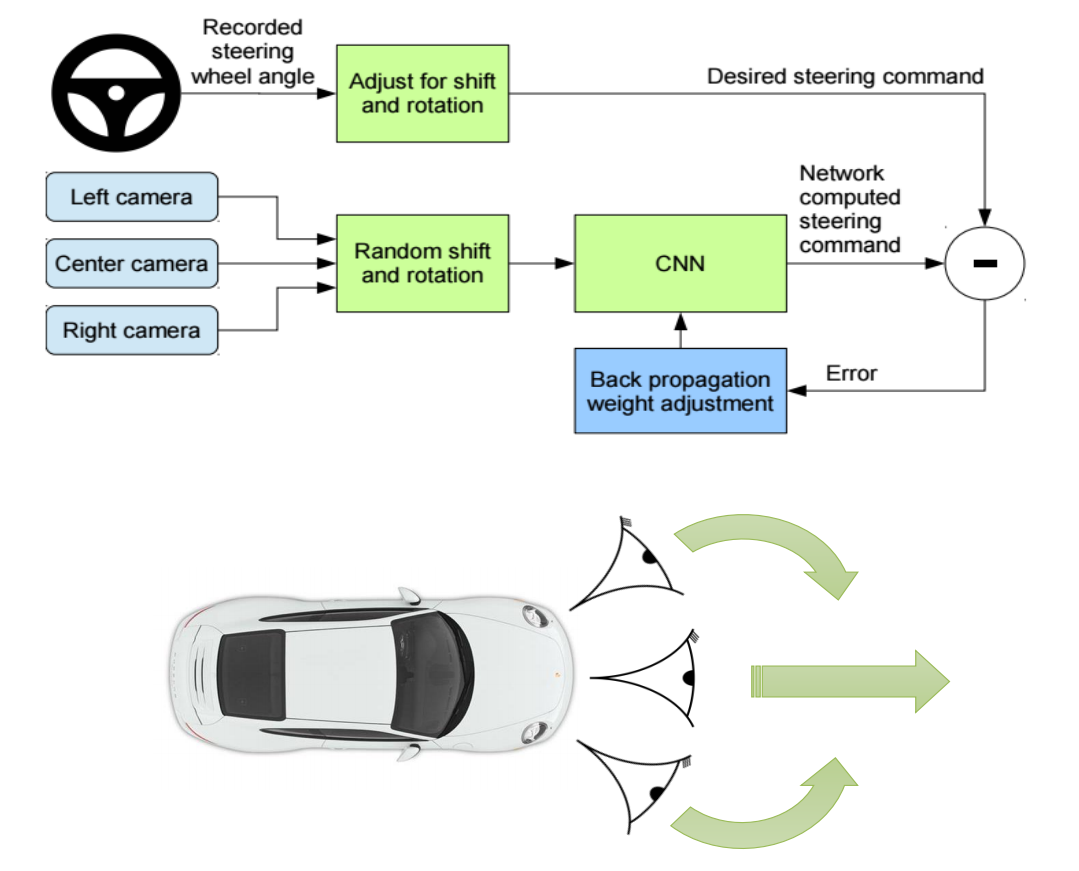 Recorded
steering
wheel angle
Adjust for shift
and rotation
Desired steering command
Left camera
Center camera
Right camera
Random shift
and rotation
CNN
Network
computed
steering
command
-
Back propagation
weight adjustment
Error